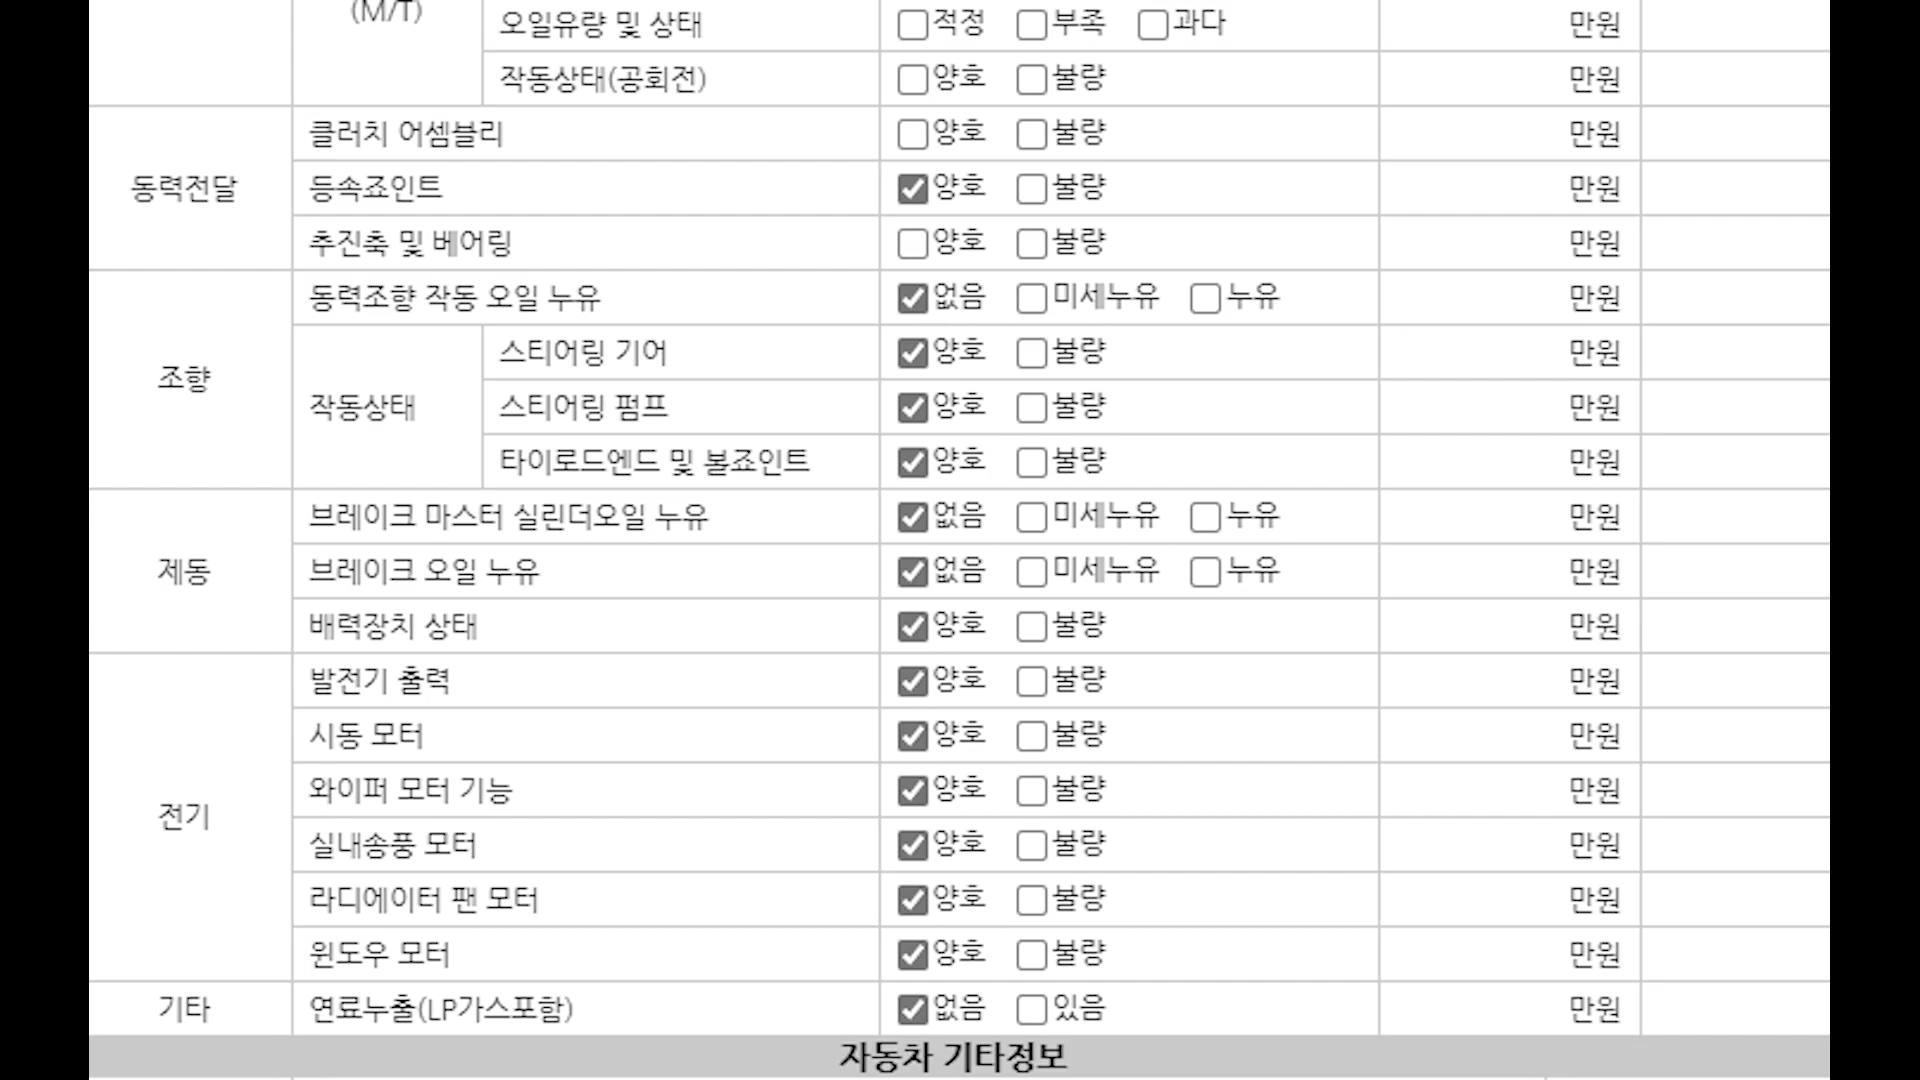 (M/T) 오일유량 및 상태 적정 부족 과다 만원
작동상태(공회전) 양호 불량 만원
클러치 어셈블리 양호 불량 만원
동력전달 등속죠인트 양호 불량 만원
추진축 및 베어링 양호 불량 만원
동력조향 작동 오일 누유 없음 미세누유 누유 만원
스티어링 기어 양호 불량 만원
조향
작동상태 스티어링 펌프 양호 불량 만원
타이로드엔드 및 볼죠인트 양호 불량 만원
브레이크 마스터 실린더오일 누유 없음 미세누유 누유 만원
제동 브레이크 오일 누유 없음 미세누유 누유 만원
배력장치 상태 양호 불량 만원
발전기 출력 양호 불량 만원
시동 모터 양호 불량 만원
와이퍼 모터 기능 양호 불량 만원
전기
실내송풍 모터 양호 불량 만원
라디에이터 팬 모터 양호 불량 만원
윈도우 모터 양호 불량 만원
기타 연료누출(LP가스포함) 없음 있음 만원
자동차 기타정보